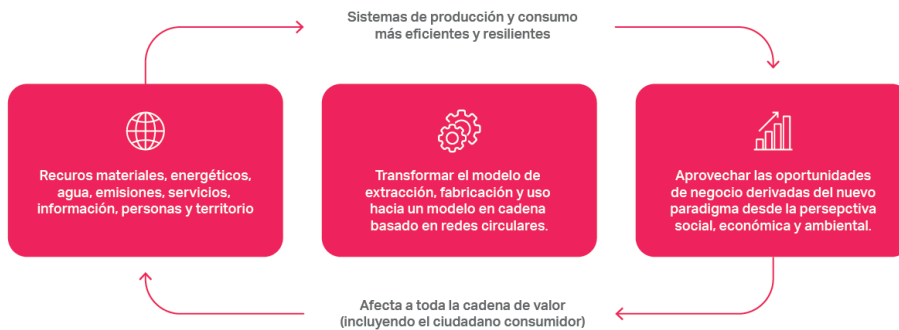 Sistemas de producción y consumo
más eficientes y resilientes
Recuros materiales, energéticos,
agua, emisiones, servicios,
información, personas y territorio
Transformar el modelo de
extracción, fabricación y uso
hacia un modelo en cadena
basado en redes circulares.
Aprovechar las oportunidades
de negocio derivadas del nuevo
paradigma desde la persepctiva
social, económica y ambiental.
Afecta a toda la cadena de valor
(incluyendo el ciudadano consumidor)